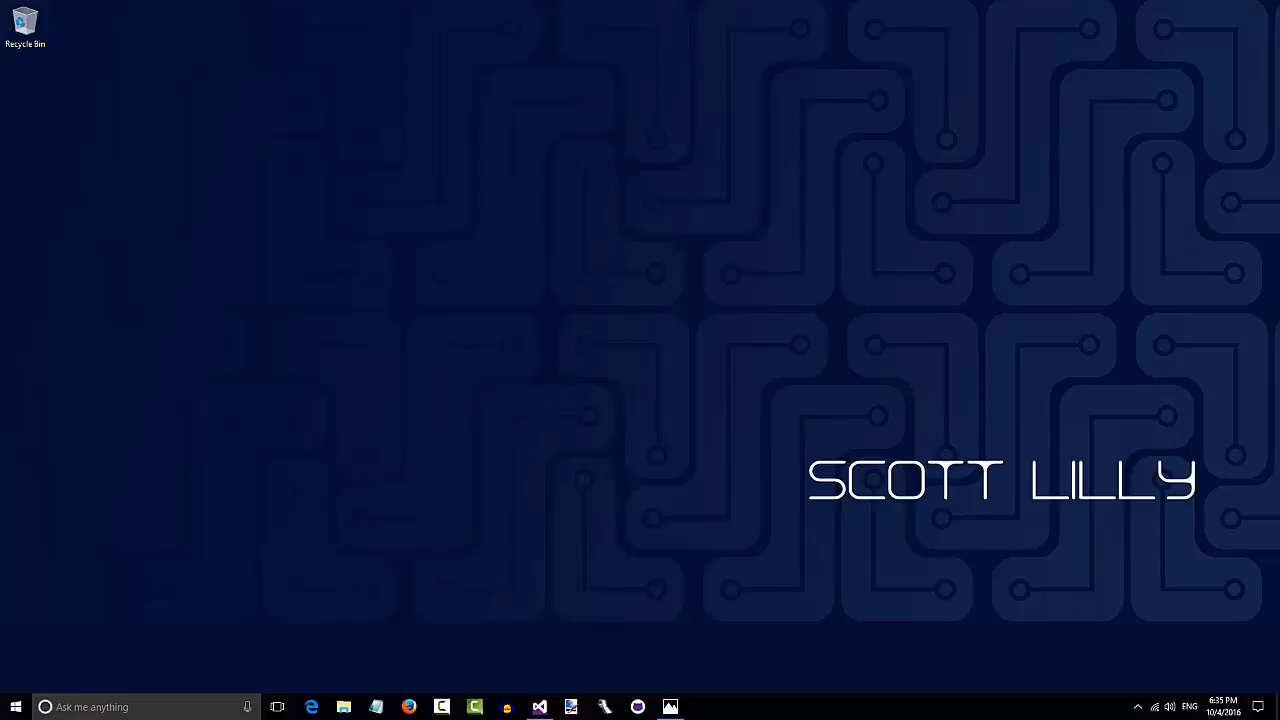 Recycle Bin
SCOTT LILLY
Ask me anything
ENG
6:35 PM
10/4/2016